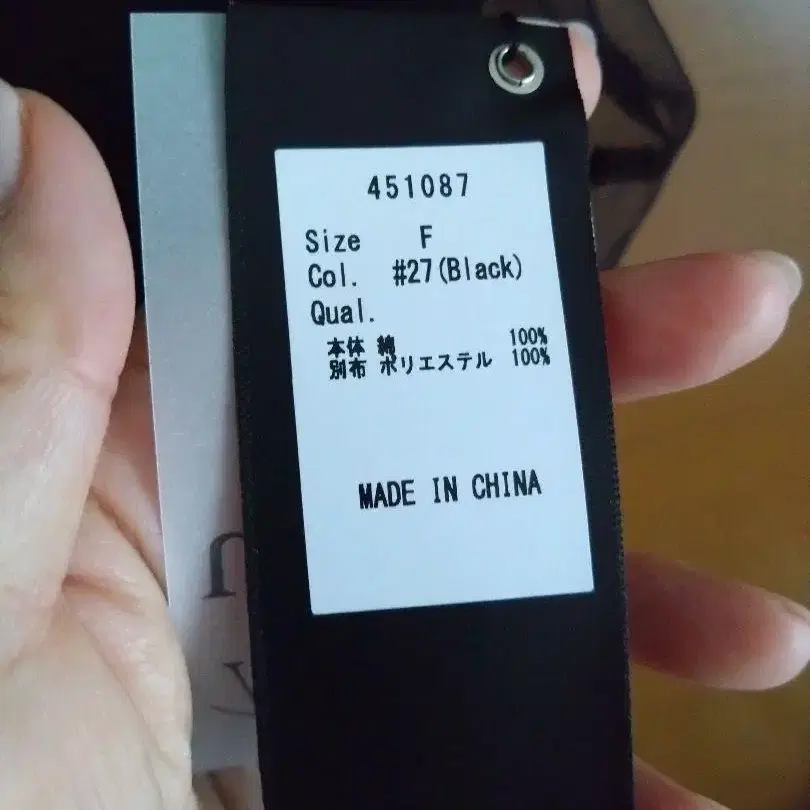 451087
Size F
Col. #27(Black)
Qual.
本体 綿 100%
別布 ポリエステル 100%
MADE IN CHINA